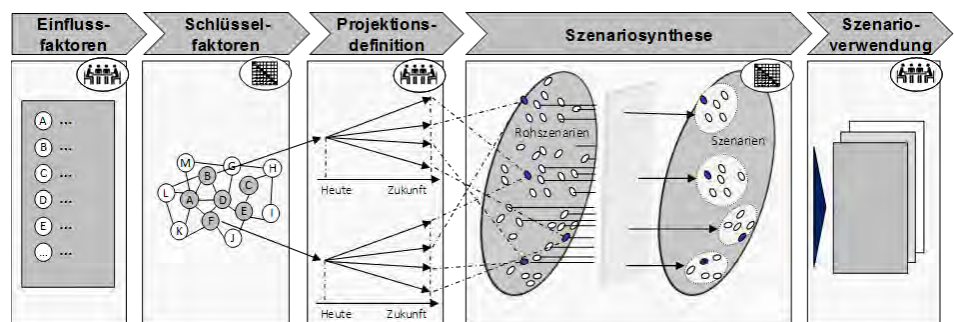 Einfluss-
faktoren
Schlüssel-
faktoren
Projektions-
definition
Szenariosynthese
Szenario-
verwendung
A ...
B ...
C ...
D ...
E ...
... ...
M
G
H
B
C
L
A
D
E
I
F
K
J
Heute Zukunft
Heute Zukunft
Rohszenarien
Szenarien